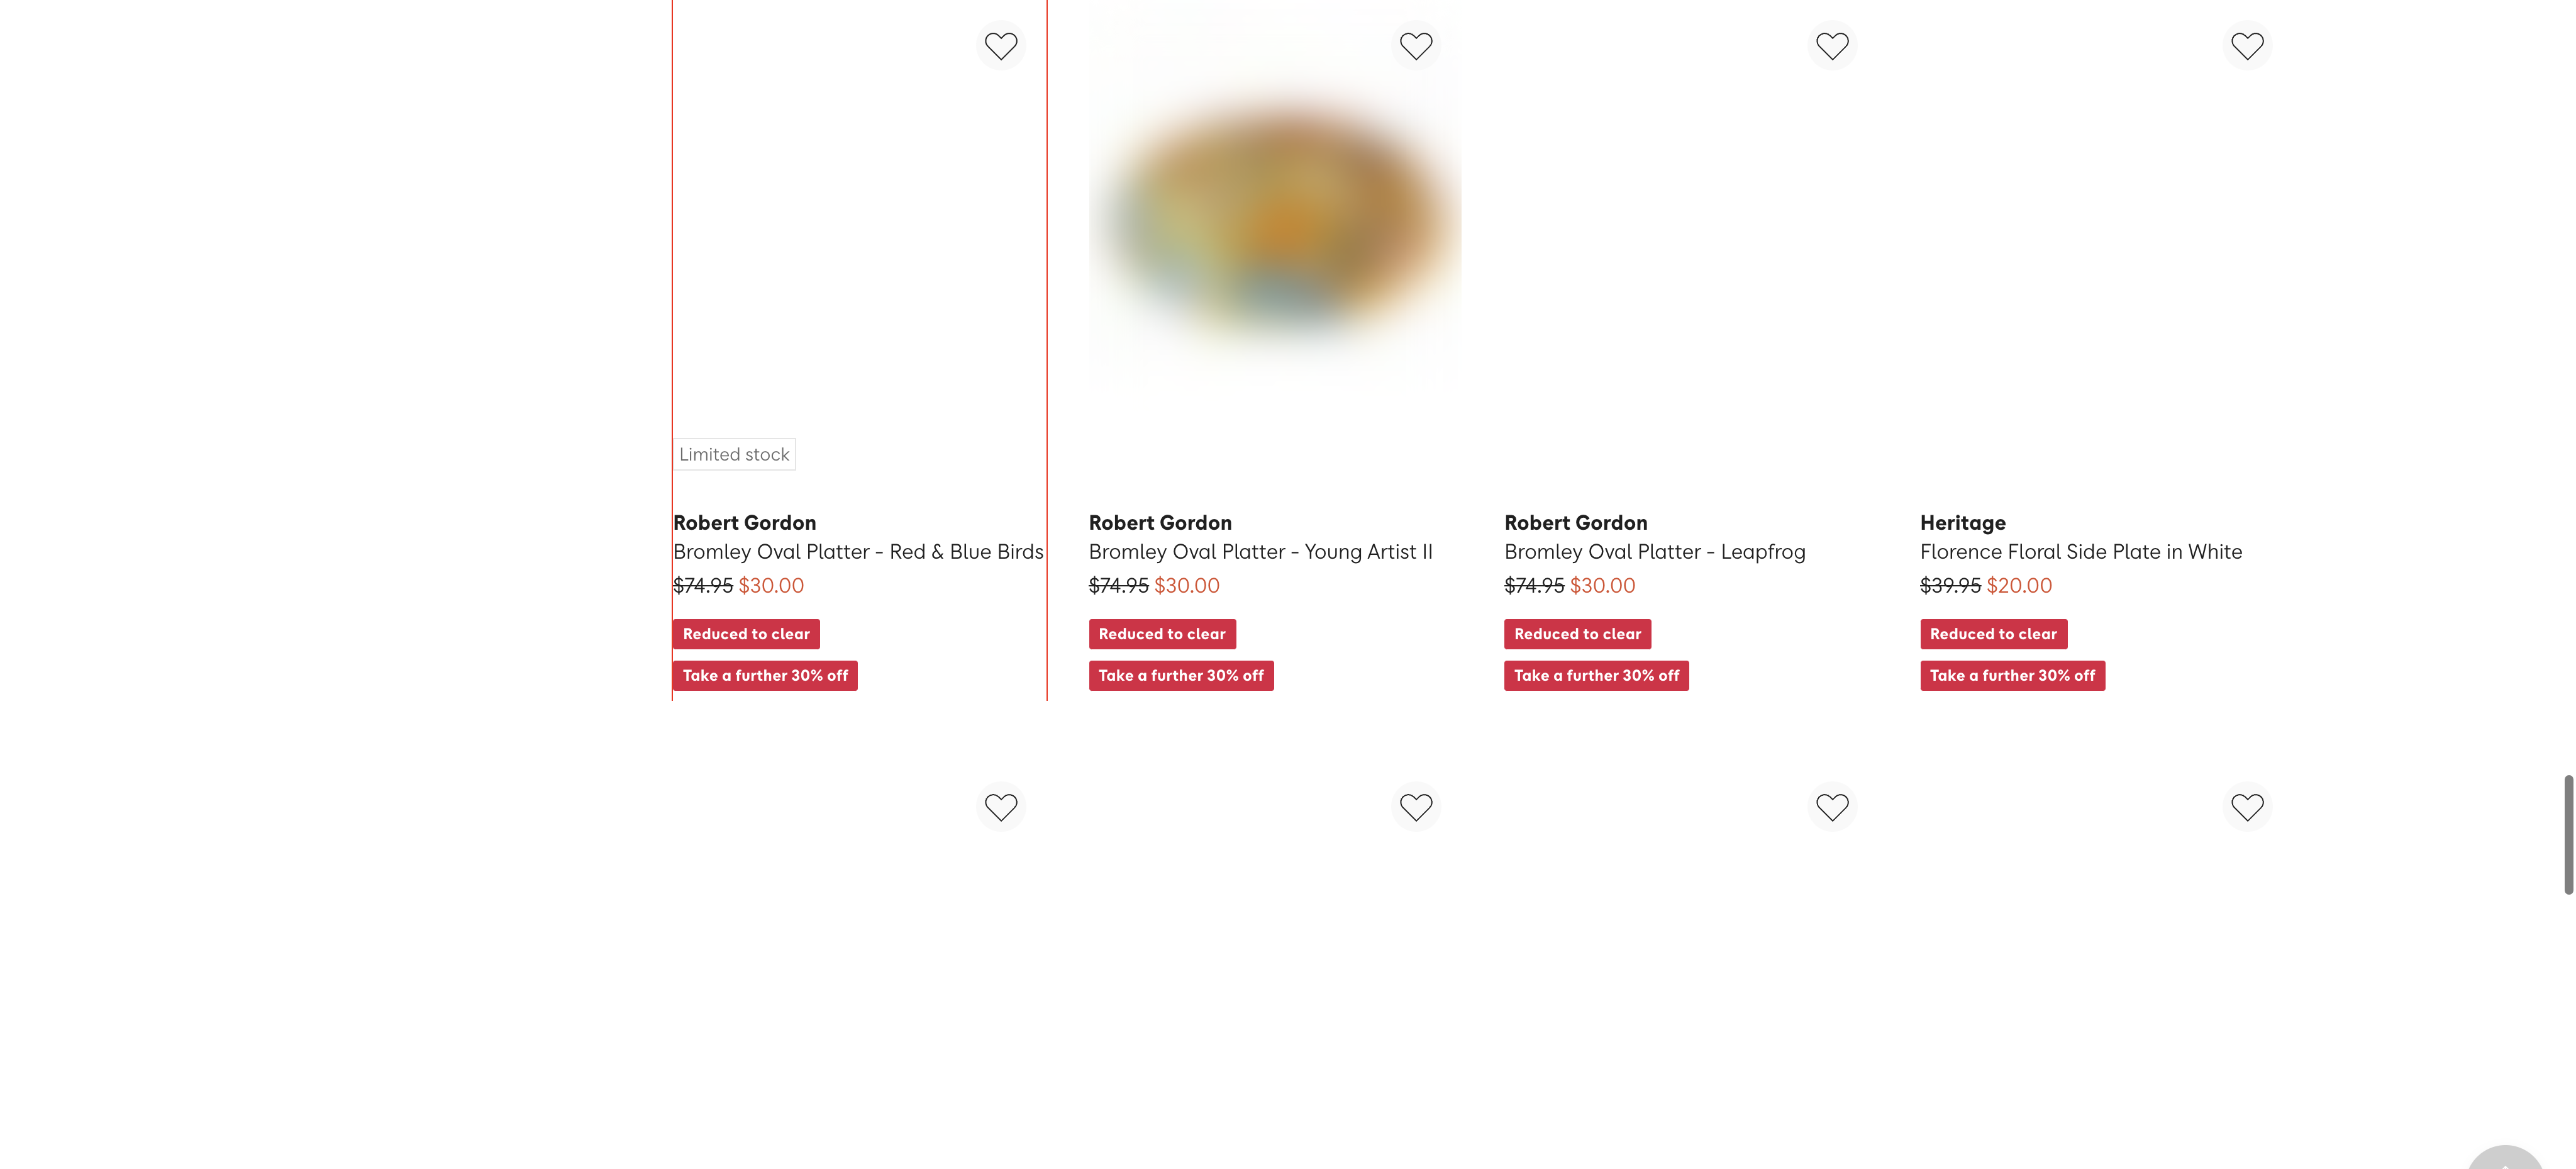 Limited stock
Robert Gordon
Bromley Oval Platter - Red & Blue Birds
$74.95 $30.00
Reduced to clear
Take a further 30% off
Robert Gordon
Bromley Oval Platter - Young Artist II
$74.95 $30.00
Reduced to clear
Take a further 30% off
Robert Gordon
Bromley Oval Platter - Leapfrog
$74.95 $30.00
Reduced to clear
Take a further 30% off
Heritage
Florence Floral Side Plate in White
$39.95 $20.00
Reduced to clear
Take a further 30% off